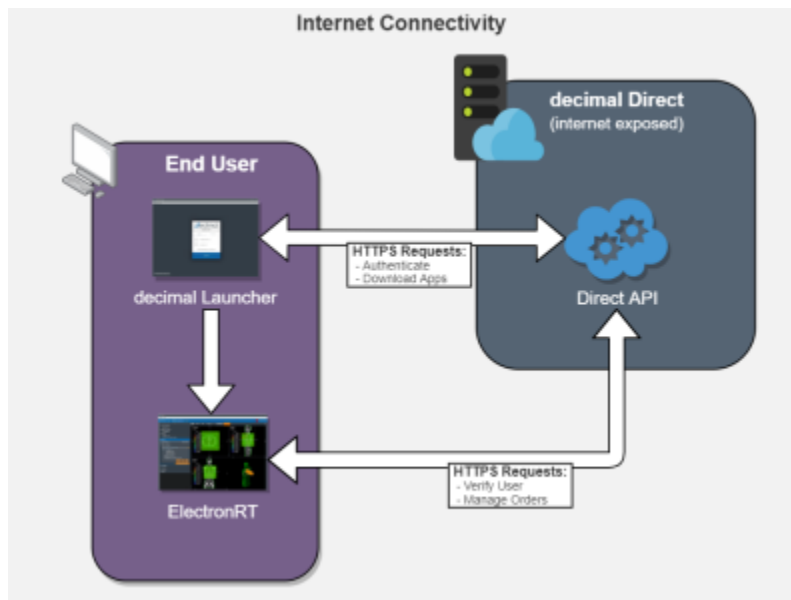 Internet Connectivity
decimal Direct
(internet exposed)
End User
HTTPS Requests:
- Authenticate
- Download Apps
decimal Launcher
Direct API
HTTPS Requests:
- Verify User
- Manage Orders
ElectronRT